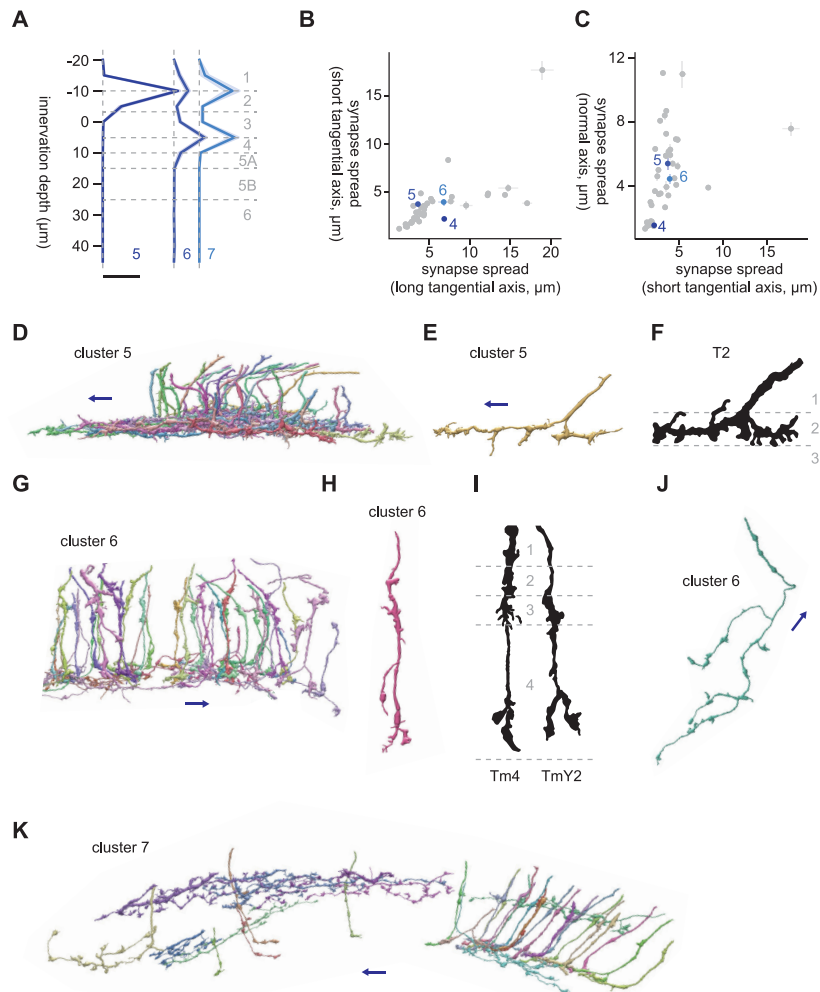 A
-20
-10
0
10
20
30
40
innervation depth (µm)
1
2
3
4
5A
5B
6
5
6
7
B
15
10
5
synapse spread
(short tangential axis, µm)
5
6
4
5
10
15
20
synapse spread
(long tangential axis, µm)
C
12
8
4
synapse spread
(normal axis, µm)
5
6
4
5
10
15
synapse spread
(short tangential axis, µm)
D
cluster 5
E
cluster 5
F
T2
1
2
3
G
cluster 6
H
cluster 6
I
1
2
3
4
Tm4
TmY2
J
cluster 6
K
cluster 7